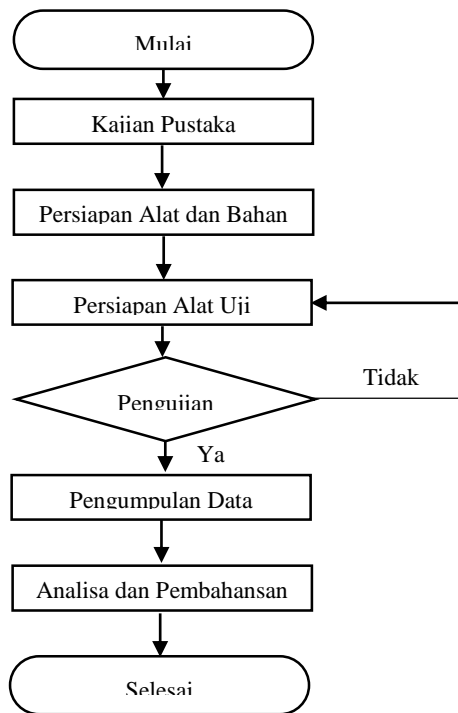 Mulai
Kajian Pustaka
Persiapan Alat dan Bahan
Persiapan Alat Uji
Tidak
Pengujian
Ya
Pengumpulan Data
Analisa dan Pembahansan
Selesai